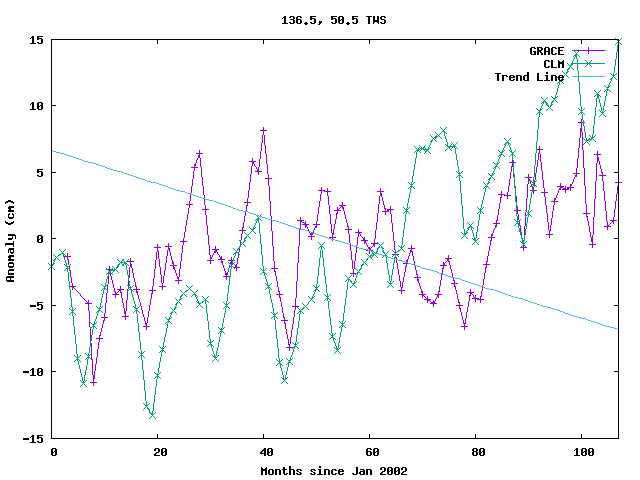 136.5, 50.5 TWS
GRACE
CLM
Trend Line
15
10
5
0
-5
-10
-15
Anomaly (cm)
0 20 40 60 80 100
Months since Jan 2002